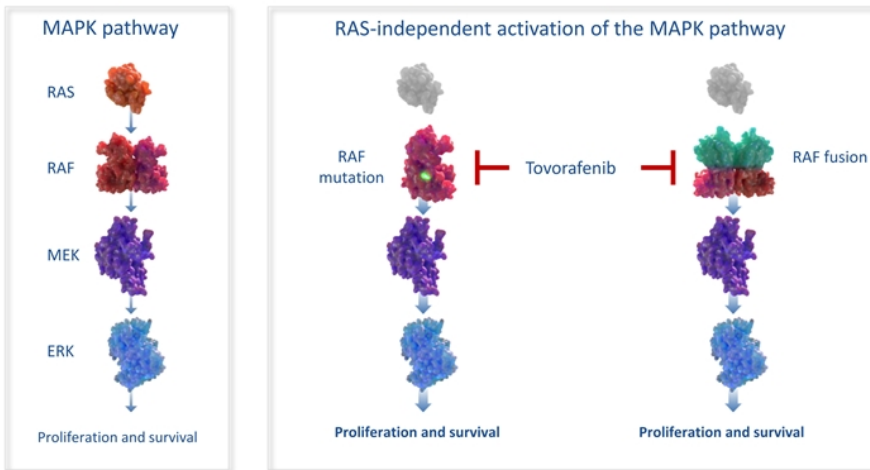 MAPK pathway
RAS
RAF
MEK
ERK
Proliferation and survival
RAS-independent activation of the MAPK pathway
RAF
mutation
Tovorafenib
RAF fusion
Proliferation and survival
Proliferation and survival